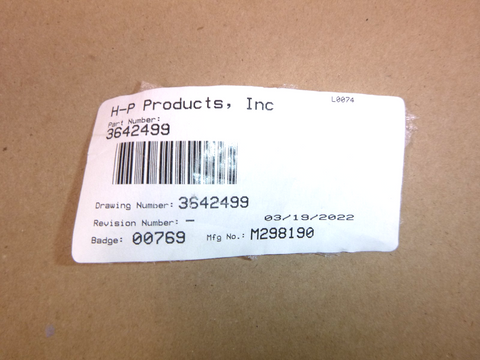 H-P Products, Inc
L0074
Part Number:
3642499
Drawing Number: 3642499
Revision Number: –
03/19/2022
Badge: 00769 Mfg No.: M298190